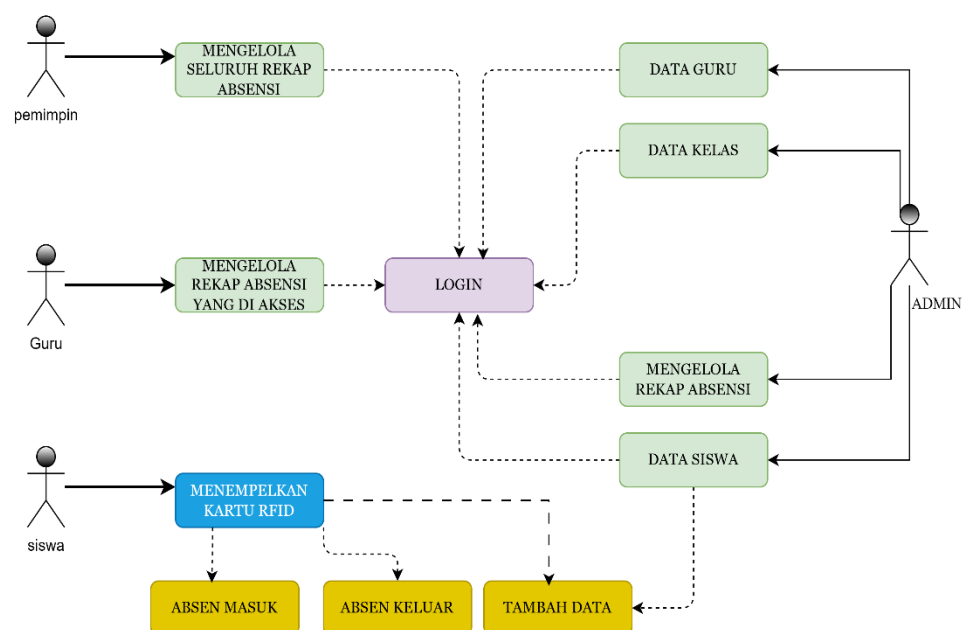 MENGELOLA
SELURUH REKAP
ABSENSI
pemimpin
DATA GURU
DATA KELAS
MENGELOLA
REKAP ABSENSI
YANG DI AKSES
Guru
LOGIN
ADMIN
MENGELOLA
REKAP ABSENSI
DATA SISWA
MENEMPELKAN
KARTU RFID
siswa
ABSEN MASUK
ABSEN KELUAR
TAMBAH DATA